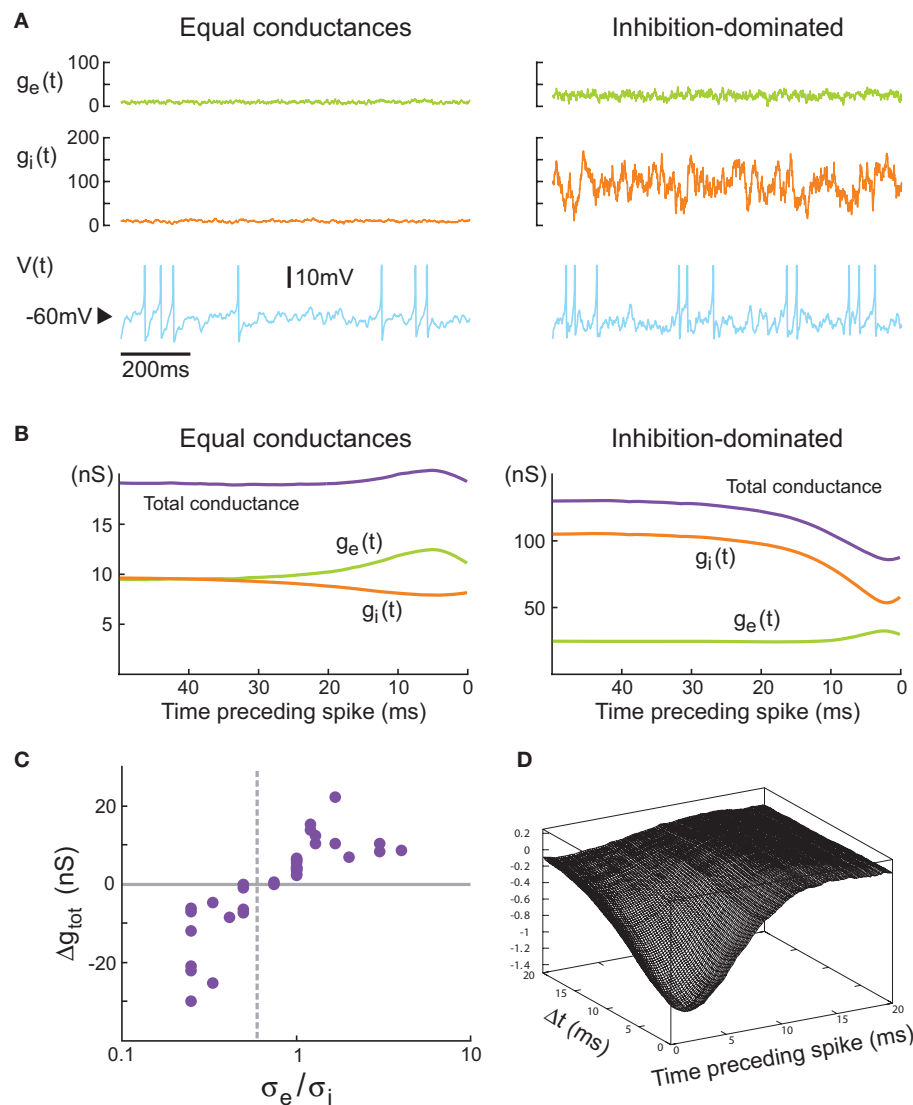 A
Equal conductances
Inhibition-dominated
g_e(t)
100
0
g_i(t)
200
100
0
V(t)
10mV
-60mV
200ms
B
Equal conductances
Inhibition-dominated
(nS)
Total conductance
15
g_e(t)
10
g_i(t)
5
40 30 20 10 0
Time preceding spike (ms)
(nS)
Total conductance
100
g_i(t)
50
g_e(t)
40 30 20 10 0
Time preceding spike (ms)
C
Δg_tot (nS)
20
0
-20
0.1 1 10
σ_e/σ_i
D
0.2
0
-0.2
-0.4
-0.6
-0.8
-1
-1.2
-1.4
20
15
10
5
0
Δt (ms)
0
5
10
15
20
Time preceding spike (ms)